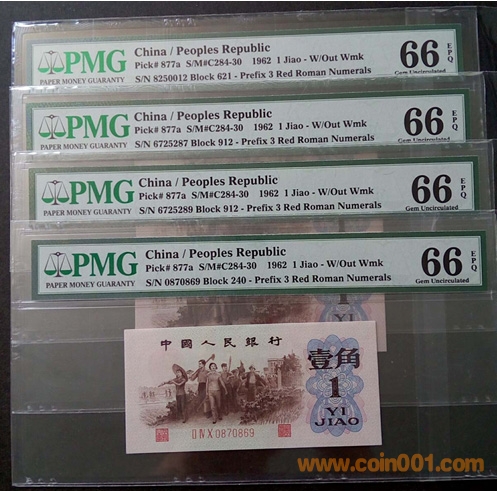 PMG
PAPER MONEY GUARANTY
China / Peoples Republic
Pick# 877a S/M#C284-30 1962 1 Jiao - W/Out Wmk
S/N 8250012 Block 621 - Prefix 3 Red Roman Numerals
66 EPQ
Gem Uncirculated
PMG
PAPER MONEY GUARANTY
China / Peoples Republic
Pick# 877a S/M#C284-30 1962 1 Jiao - W/Out Wmk
S/N 6725287 Block 912 - Prefix 3 Red Roman Numerals
66 EPQ
Gem Uncirculated
PMG
PAPER MONEY GUARANTY
China / Peoples Republic
Pick# 877a S/M#C284-30 1962 1 Jiao - W/Out Wmk
S/N 6725289 Block 912 - Prefix 3 Red Roman Numerals
66 EPQ
Gem Uncirculated
PMG
PAPER MONEY GUARANTY
China / Peoples Republic
Pick# 877a S/M#C284-30 1962 1 Jiao - W/Out Wmk
S/N 0870869 Block 240 - Prefix 3 Red Roman Numerals
66 EPQ
Gem Uncirculated
1
YI
中國人民銀行
壹角
1
YI
JIAO
II IV X 0870869
www.coin001.com